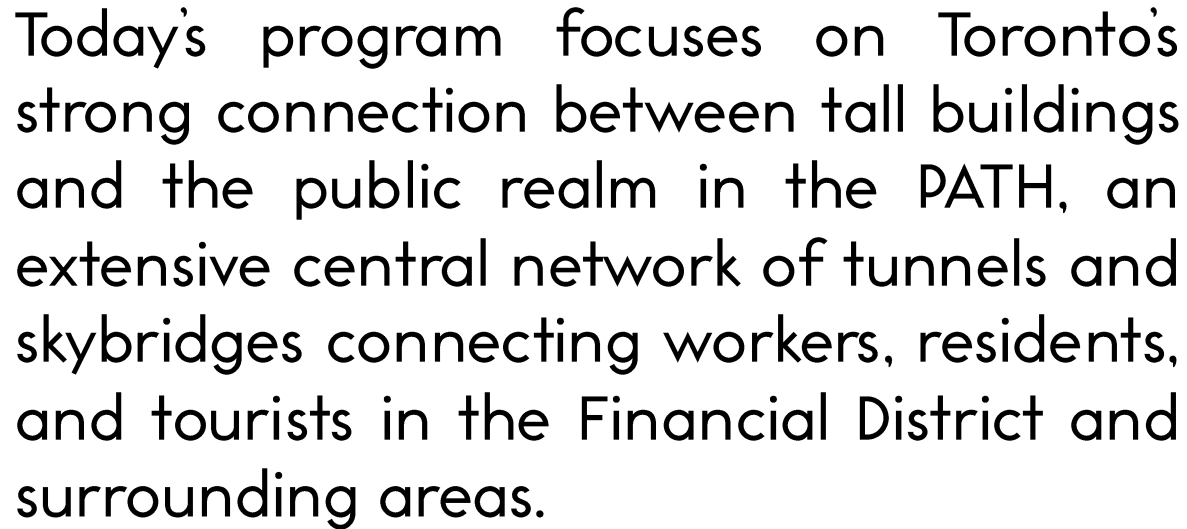 Today's program focuses on Toronto's
strong connection between tall buildings
and the public realm in the PATH, an
extensive central network of tunnels and
skybridges connecting workers, residents,
and tourists in the Financial District and
surrounding areas.